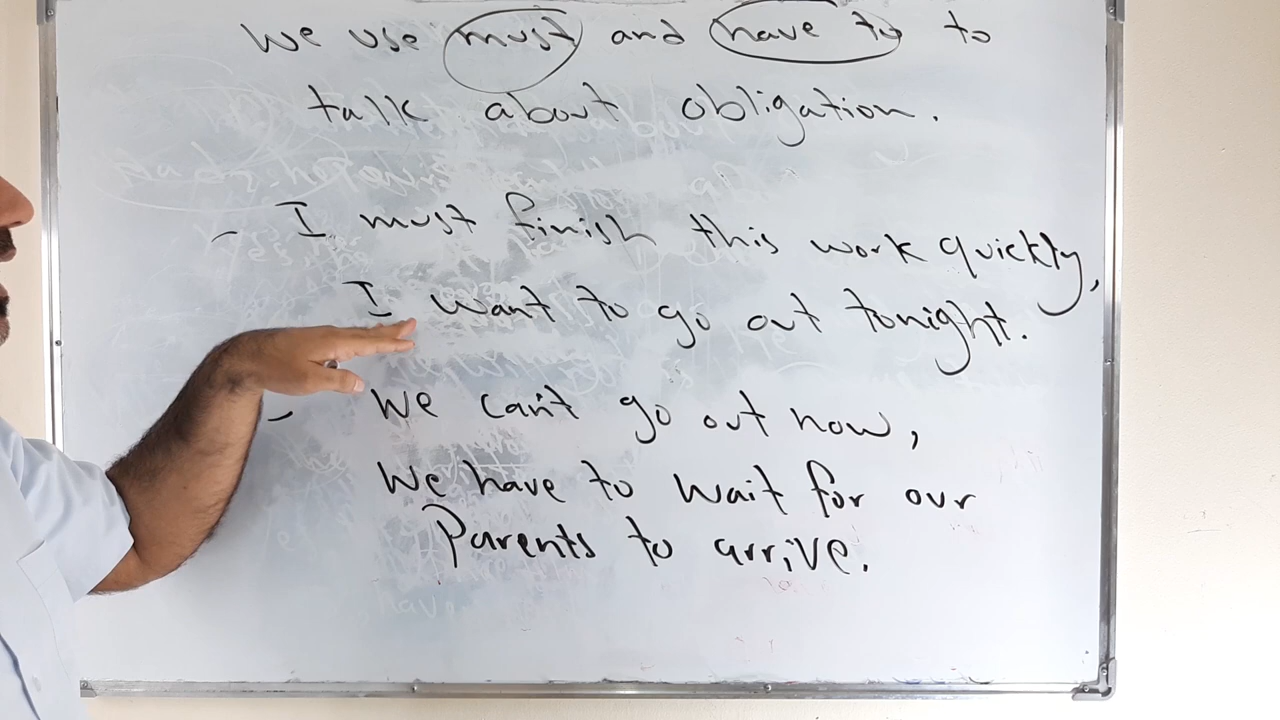 We use must and have to to
talk about obligation.
- I must finish this work quickly,
I want to go out tonight.
- We can't go out now,
We have to wait for our
Parents to arrive.